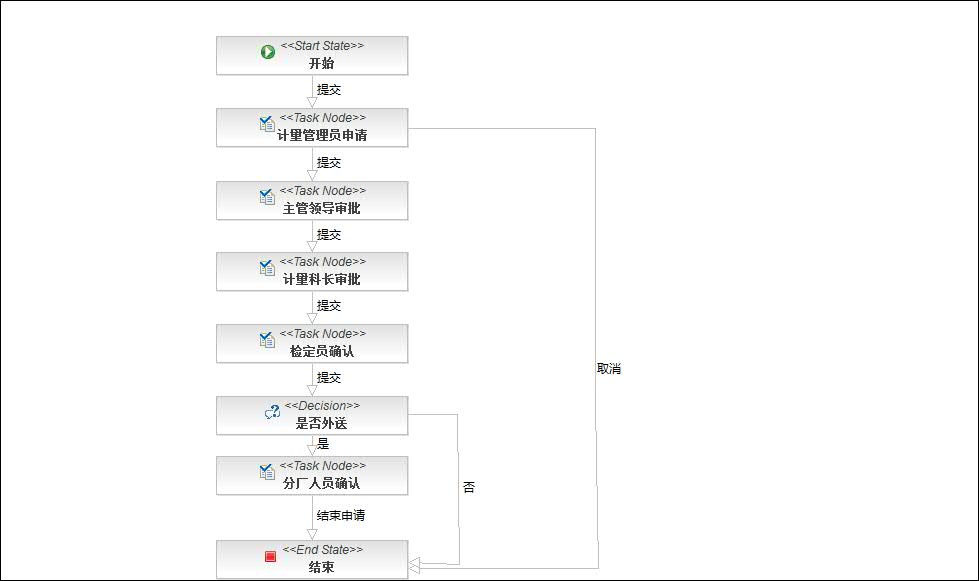 <<Start State>>
开始
提交
<<Task Node>>
计量管理员申请
提交
<<Task Node>>
主管领导审批
提交
<<Task Node>>
计量科长审批
提交
<<Task Node>>
检定员确认
取消
提交
<<Decision>>
是否外送
是
<<Task Node>>
分厂人员确认
否
结束申请
<<End State>>
结束